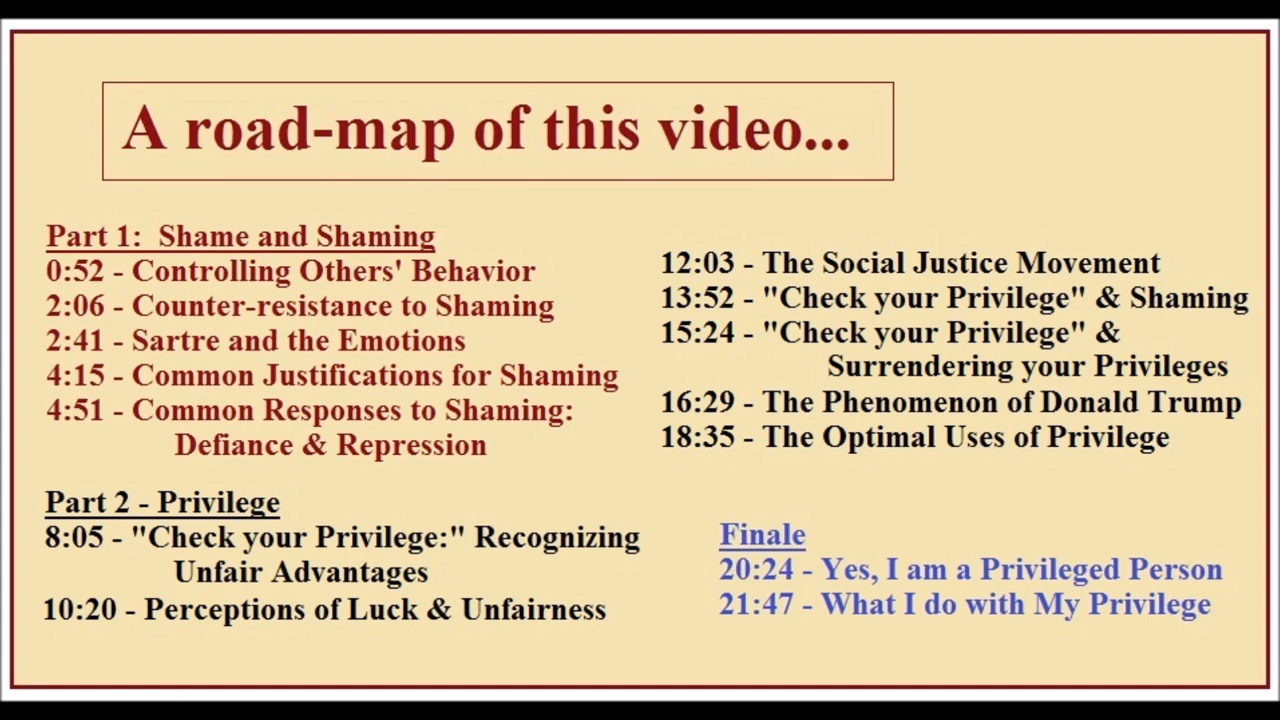 A road-map of this video...
Part 1:  Shame and Shaming
0:52 - Controlling Others' Behavior
2:06 - Counter-resistance to Shaming
2:41 - Sartre and the Emotions
4:15 - Common Justifications for Shaming
4:51 - Common Responses to Shaming:
Defiance & Repression
Part 2 - Privilege
8:05 - "Check your Privilege:" Recognizing
Unfair Advantages
10:20 - Perceptions of Luck & Unfairness
12:03 - The Social Justice Movement
13:52 - "Check your Privilege" & Shaming
15:24 - "Check your Privilege" &
Surrendering your Privileges
16:29 - The Phenomenon of Donald Trump
18:35 - The Optimal Uses of Privilege
Finale
20:24 - Yes, I am a Privileged Person
21:47 - What I do with My Privilege